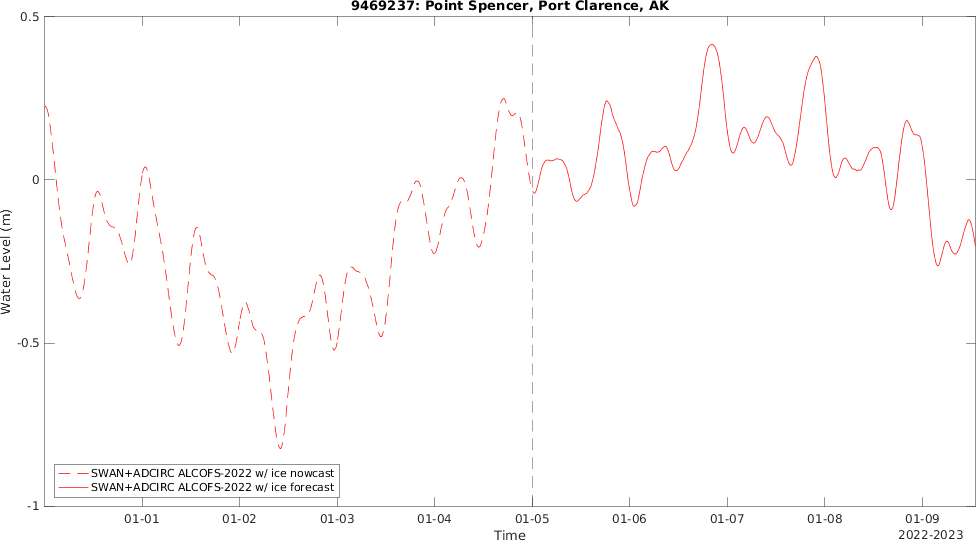 9469237: Point Spencer, Port Clarence, AK
0.5
0
-0.5
-1
Water Level (m)
SWAN+ADCIRC ALCOFS-2022 w/ ice nowcast
SWAN+ADCIRC ALCOFS-2022 w/ ice forecast
01-01 01-02 01-03 01-04 01-05 01-06 01-07 01-08 01-09
Time
2022-2023